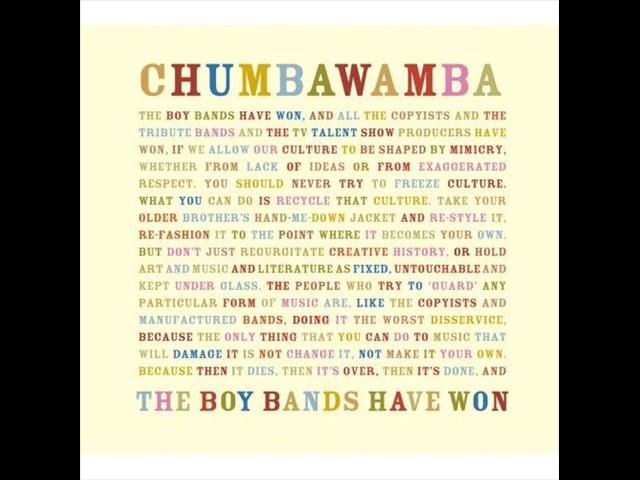 CHUMBAWAMBA
THE BOY BANDS HAVE WON, AND ALL THE COPYISTS AND THE
TRIBUTE BANDS AND THE TV TALENT SHOW PRODUCERS HAVE
WON, IF WE ALLOW OUR CULTURE TO BE SHAPED BY MIMICRY,
WHETHER FROM LACK OF IDEAS OR FROM EXAGGERATED
RESPECT. YOU SHOULD NEVER TRY TO FREEZE CULTURE.
WHAT YOU CAN DO IS RECYCLE THAT CULTURE. TAKE YOUR
OLDER BROTHER'S HAND-ME-DOWN JACKET AND RE-STYLE IT,
RE-FASHION IT TO THE POINT WHERE IT BECOMES YOUR OWN.
BUT DON'T JUST REGURGITATE CREATIVE HISTORY, OR HOLD
ART AND MUSIC AND LITERATURE AS FIXED, UNTOUCHABLE AND
KEPT UNDER GLASS. THE PEOPLE WHO TRY TO 'GUARD' ANY
PARTICULAR FORM OF MUSIC ARE, LIKE THE COPYISTS AND
MANUFACTURED BANDS, DOING IT THE WORST DISSERVICE,
BECAUSE THE ONLY THING THAT YOU CAN DO TO MUSIC THAT
WILL DAMAGE IT IS NOT CHANGE IT, NOT MAKE IT YOUR OWN.
BECAUSE THEN IT DIES, THEN IT'S OVER, THEN IT'S DONE, AND
THE BOY BANDS HAVE WON